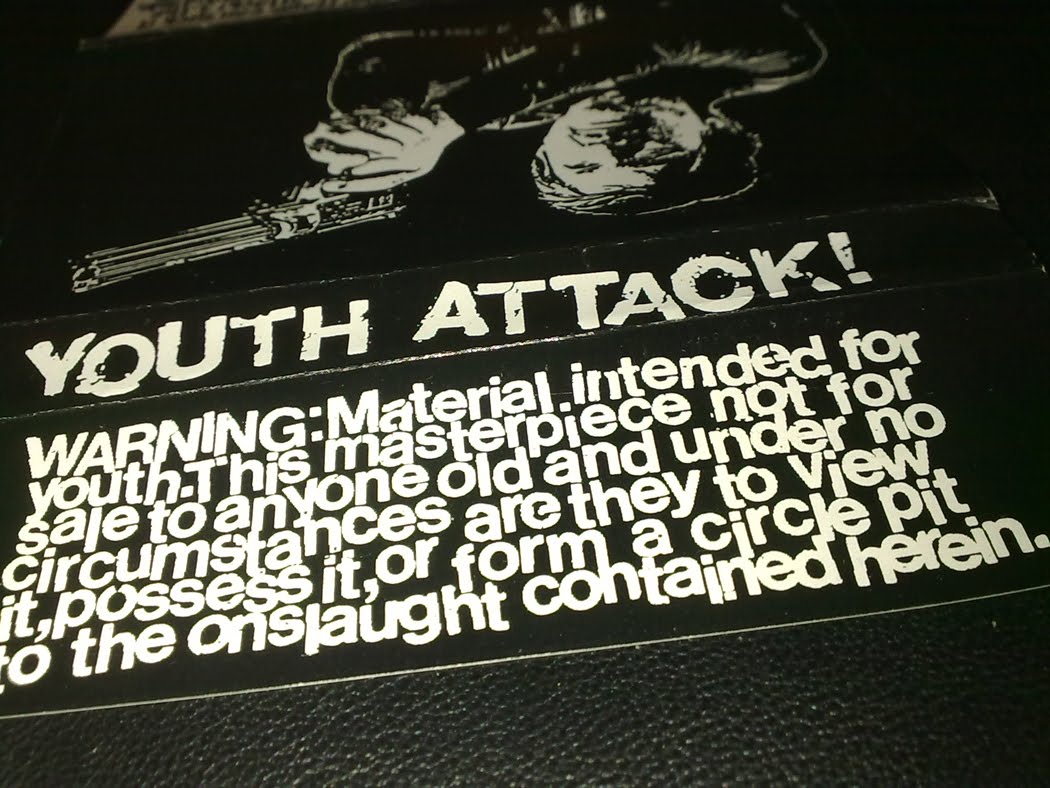 YOUTH ATTACK!
WARNING: Material intended for
youth. This masterpiece not for
sale to anyone old and under no
circumstances are they to view
it, possess it, or form a circle pit
to the onslaught contained herein.